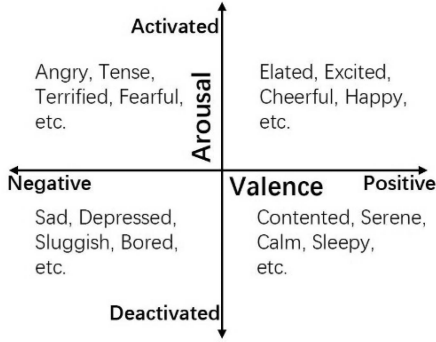 Activated
Angry, Tense,
Terrified, Fearful,
etc.
Arousal
Elated, Excited,
Cheerful, Happy,
etc.
Negative
Valence
Positive
Sad, Depressed,
Sluggish, Bored,
etc.
Contented, Serene,
Calm, Sleepy,
etc.
Deactivated